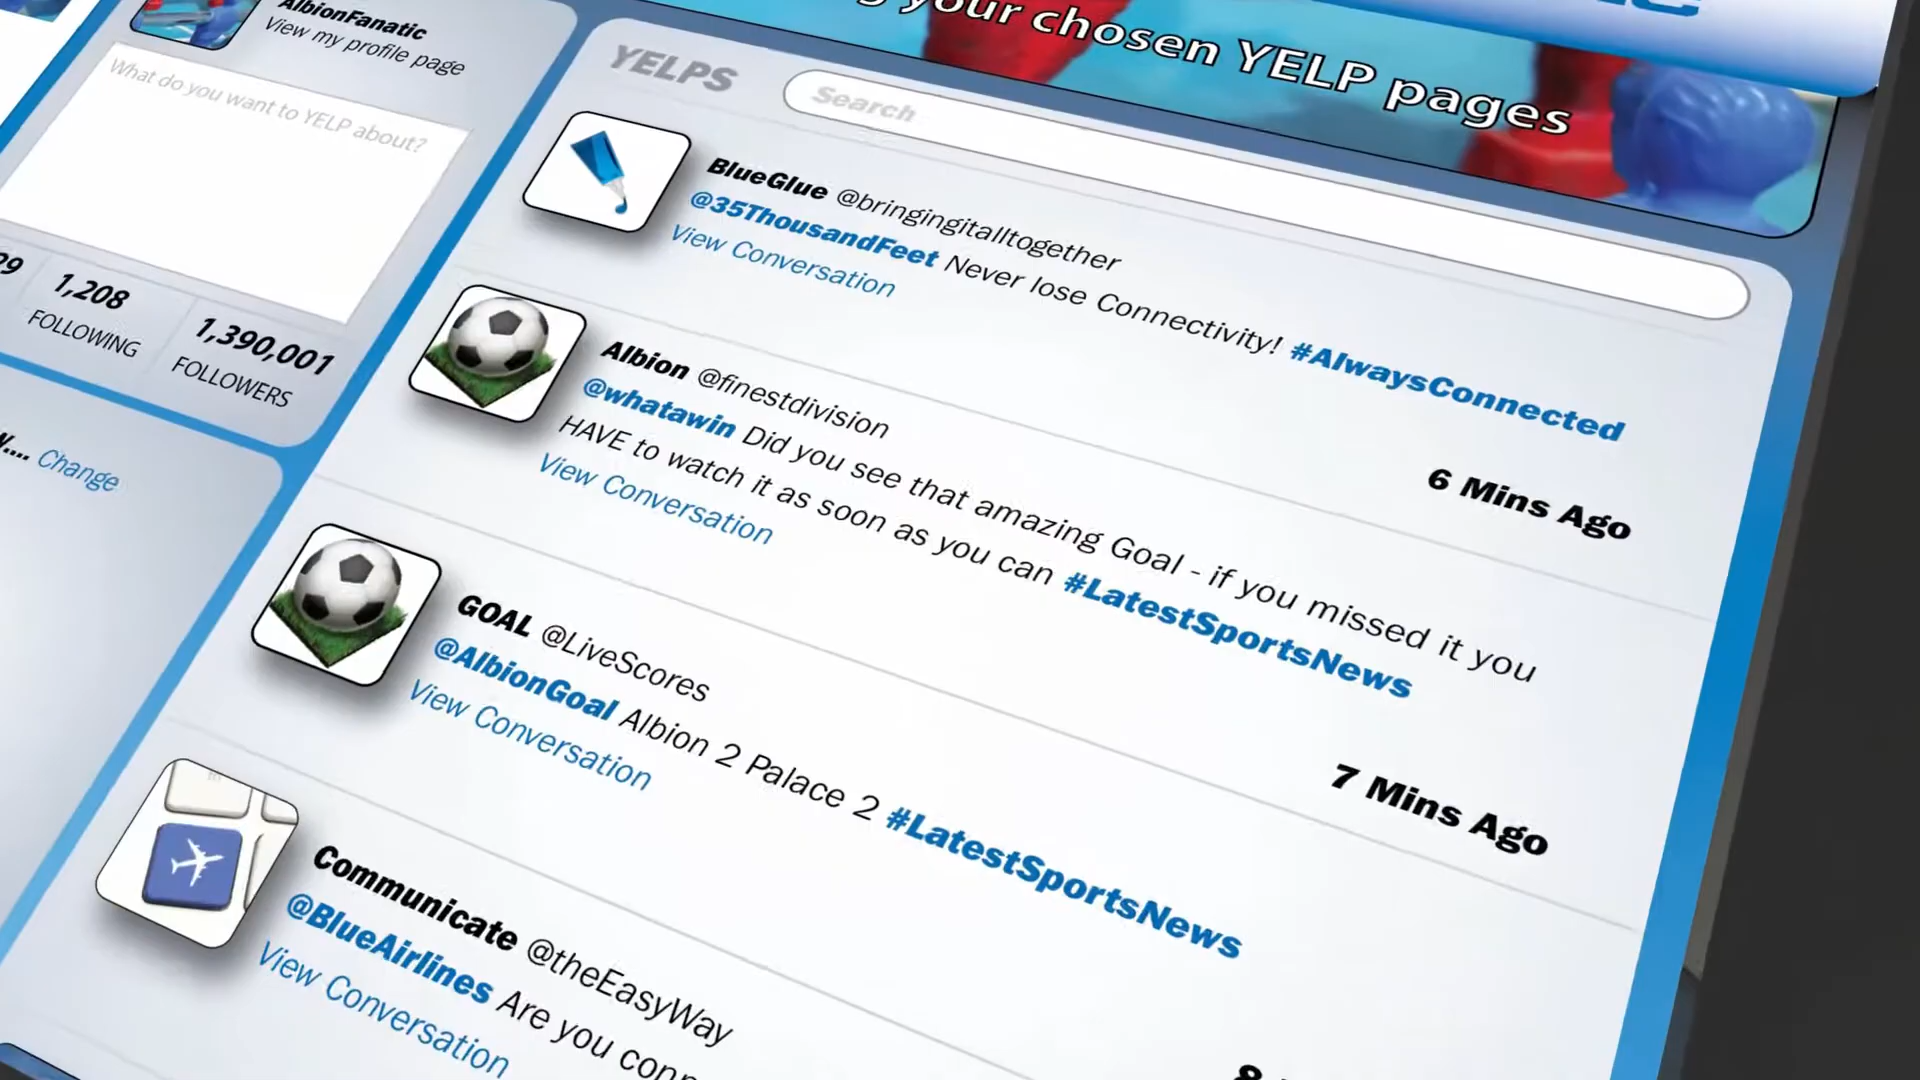 AlbionFanatic
View my profile page
What do you want to YELP about?
1,208
FOLLOWING
1,390,001
FOLLOWERS
Change
your chosen YELP pages
YELPS
Search
BlueGlue @bringingitalltogether
@35ThousandFeet Never lose Connectivity! #AlwaysConnected
View Conversation
6 Mins Ago
Albion @finestdivision
@whatawin Did you see that amazing Goal - if you missed it you
HAVE to watch it as soon as you can #LatestSportsNews
View Conversation
7 Mins Ago
GOAL @LiveScores
@AlbionGoal Albion 2 Palace 2 #LatestSportsNews
View Conversation
Communicate @theEasyWay
@BlueAirlines Are you
View Conversation